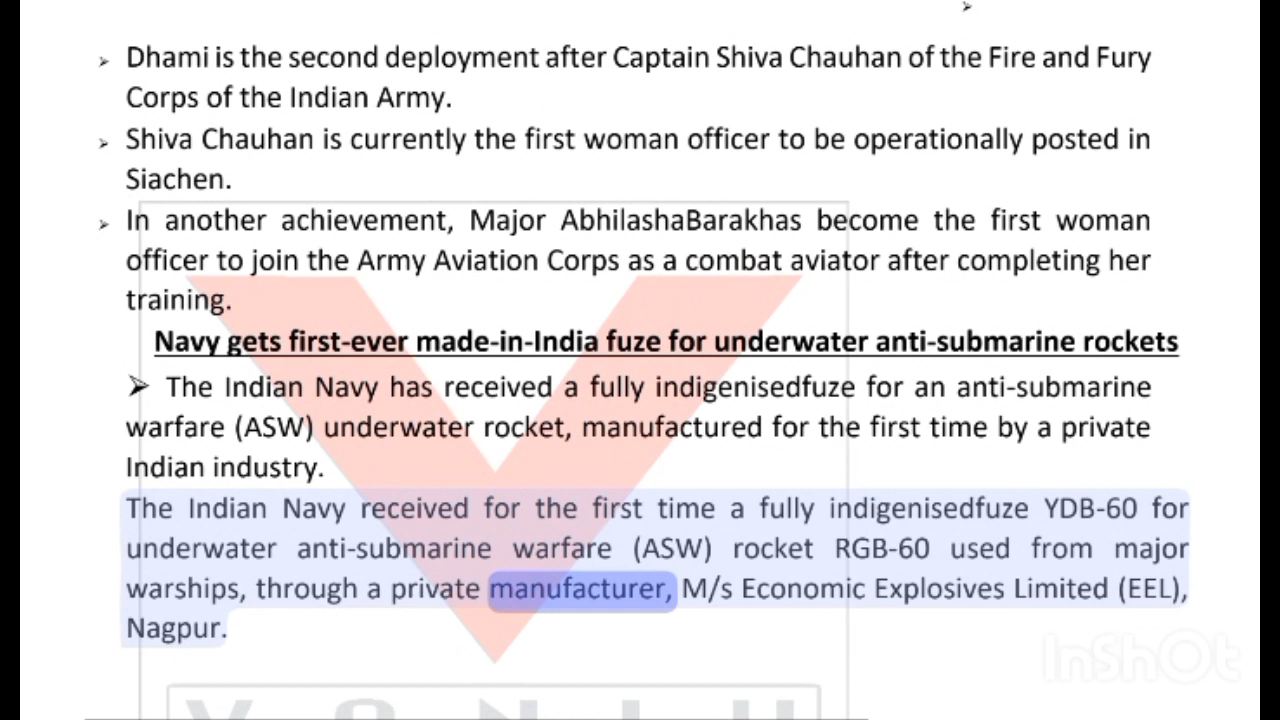 Dhami is the second deployment after Captain Shiva Chauhan of the Fire and Fury
Corps of the Indian Army.
Shiva Chauhan is currently the first woman officer to be operationally posted in
Siachen.
In another achievement, Major AbhilashaBarakhas become the first woman
officer to join the Army Aviation Corps as a combat aviator after completing her
training.
Navy gets first-ever made-in-India fuze for underwater anti-submarine rockets
The Indian Navy has received a fully indigenisedfuze for an anti-submarine
warfare (ASW) underwater rocket, manufactured for the first time by a private
Indian industry.
The Indian Navy received for the first time a fully indigenisedfuze YDB-60 for
underwater anti-submarine warfare (ASW) rocket RGB-60 used from major
warships, through a private manufacturer, M/s Economic Explosives Limited (EEL),
Nagpur.
InShOt